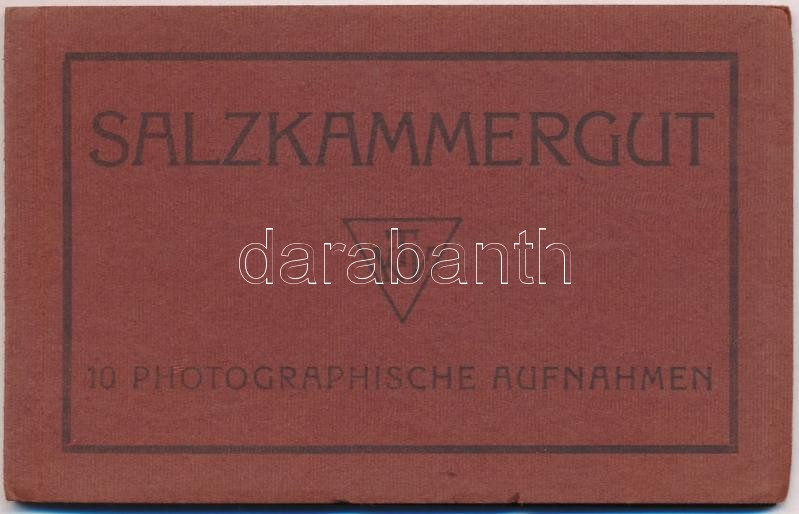 SALZKAMMERGUT
darabanth
10 PHOTOGRAPHISCHE AUFNAHMEN